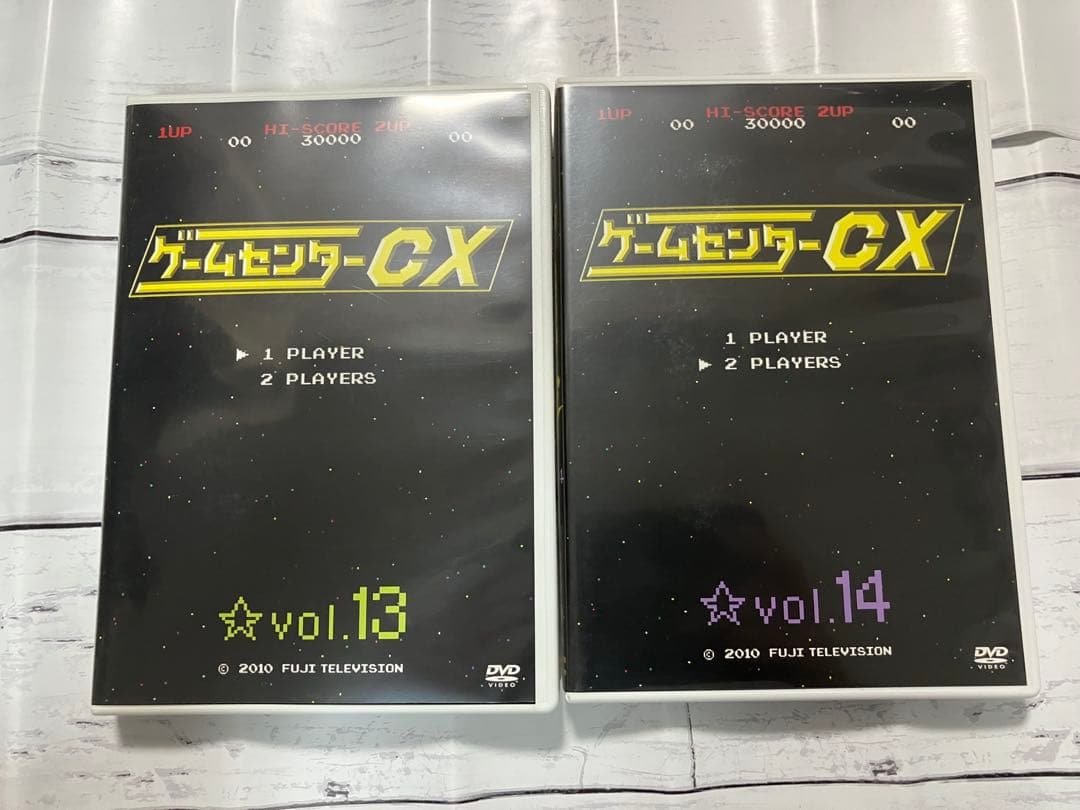 1UP HI-SCORE 2UP
00 30000 00
ゲームセンターCX
1 PLAYER
2 PLAYERS
vol.13
© 2010 FUJI TELEVISION
DVD
VIDEO
1UP HI-SCORE 2UP
00 30000 00
ゲームセンターCX
1 PLAYER
2 PLAYERS
vol.14
© 2010 FUJI TELEVISION
DVD
VIDEO